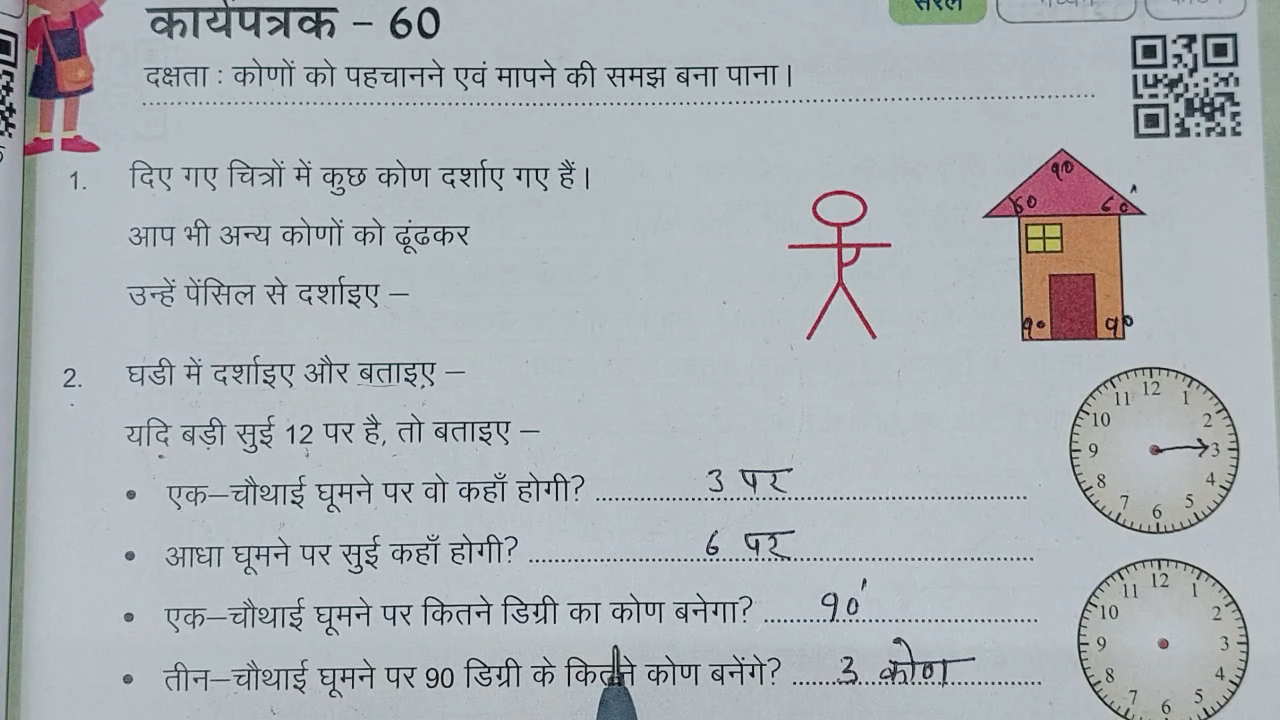 कार्यपत्रक – 60
सरल
दक्षता : कोणों को पहचानने एवं मापने की समझ बना पाना।
1. दिए गए चित्रों में कुछ कोण दर्शाए गए हैं।
आप भी अन्य कोणों को ढूंढकर
उन्हें पेंसिल से दर्शाइए –
90
60 60
90 90
2. घडी में दर्शाइए और बताइए –
यदि बड़ी सुई 12 पर है, तो बताइए –
• एक–चौथाई घूमने पर वो कहाँ होगी? 3 पर
• आधा घूमने पर सुई कहाँ होगी? 6 पर
• एक–चौथाई घूमने पर कितने डिग्री का कोण बनेगा? 90'
• तीन–चौथाई घूमने पर 90 डिग्री के कितने कोण बनेंगे? 3 कोण
12 1 2 3 4 5 6 7 8 9 10 11
12 1 2 3 4 5 6 7 8 9 10 11